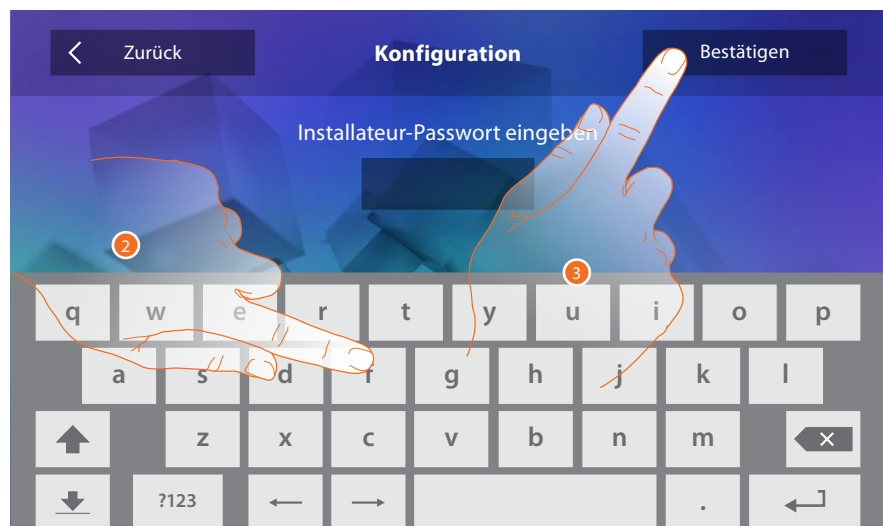 Zurück
Konfiguration
Bestätigen
Installateur-Passwort eingeben
2
3
q w e r t y u i o p
a s d f g h j k l
z x c v b n m
?123 .